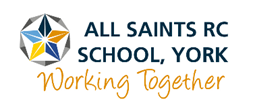 ALL SAINTS RC
SCHOOL, YORK
Working Together